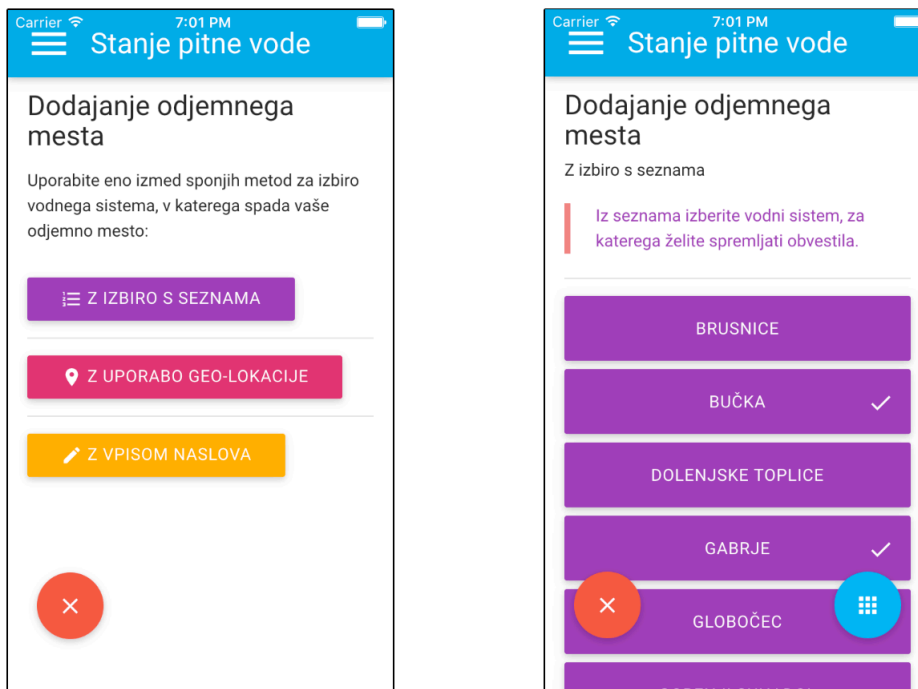 Carrier 7:01 PM
Stanje pitne vode
Dodajanje odjemnega
mesta
Uporabite eno izmed sponjih metod za izbiro
vodnega sistema, v katerega spada vaše
odjemno mesto:
Z IZBIRO S SEZNAMA
Z UPORABO GEO-LOKACIJE
Z VPISOM NASLOVA
Carrier 7:01 PM
Stanje pitne vode
Dodajanje odjemnega
mesta
Z izbiro s seznama
Iz seznama izberite vodni sistem, za
katerega želite spremljati obvestila.
BRUSNICE
BUČKA
DOLENJSKE TOPLICE
GABRJE
GLOBOČEC